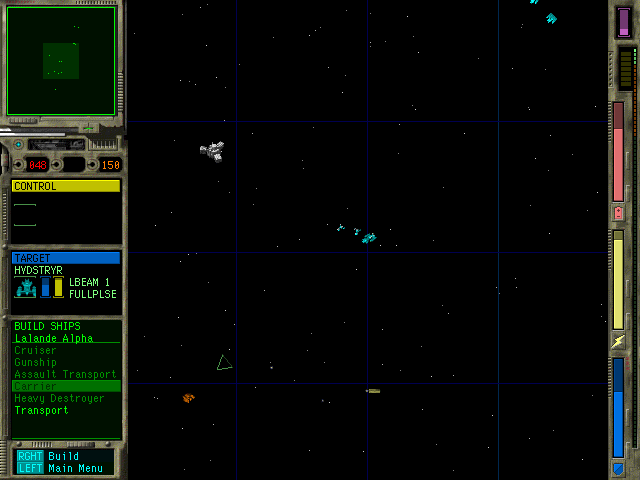 048 150
CONTROL
TARGET
HVDSTRYR
LBEAM 1
FULLPLSE
BUILD SHIPS
Lalande Alpha
Cruiser
Gunship
Assault Transport
Carrier
Heavy Destroyer
Transport
RGHT Build
LEFT Main Menu